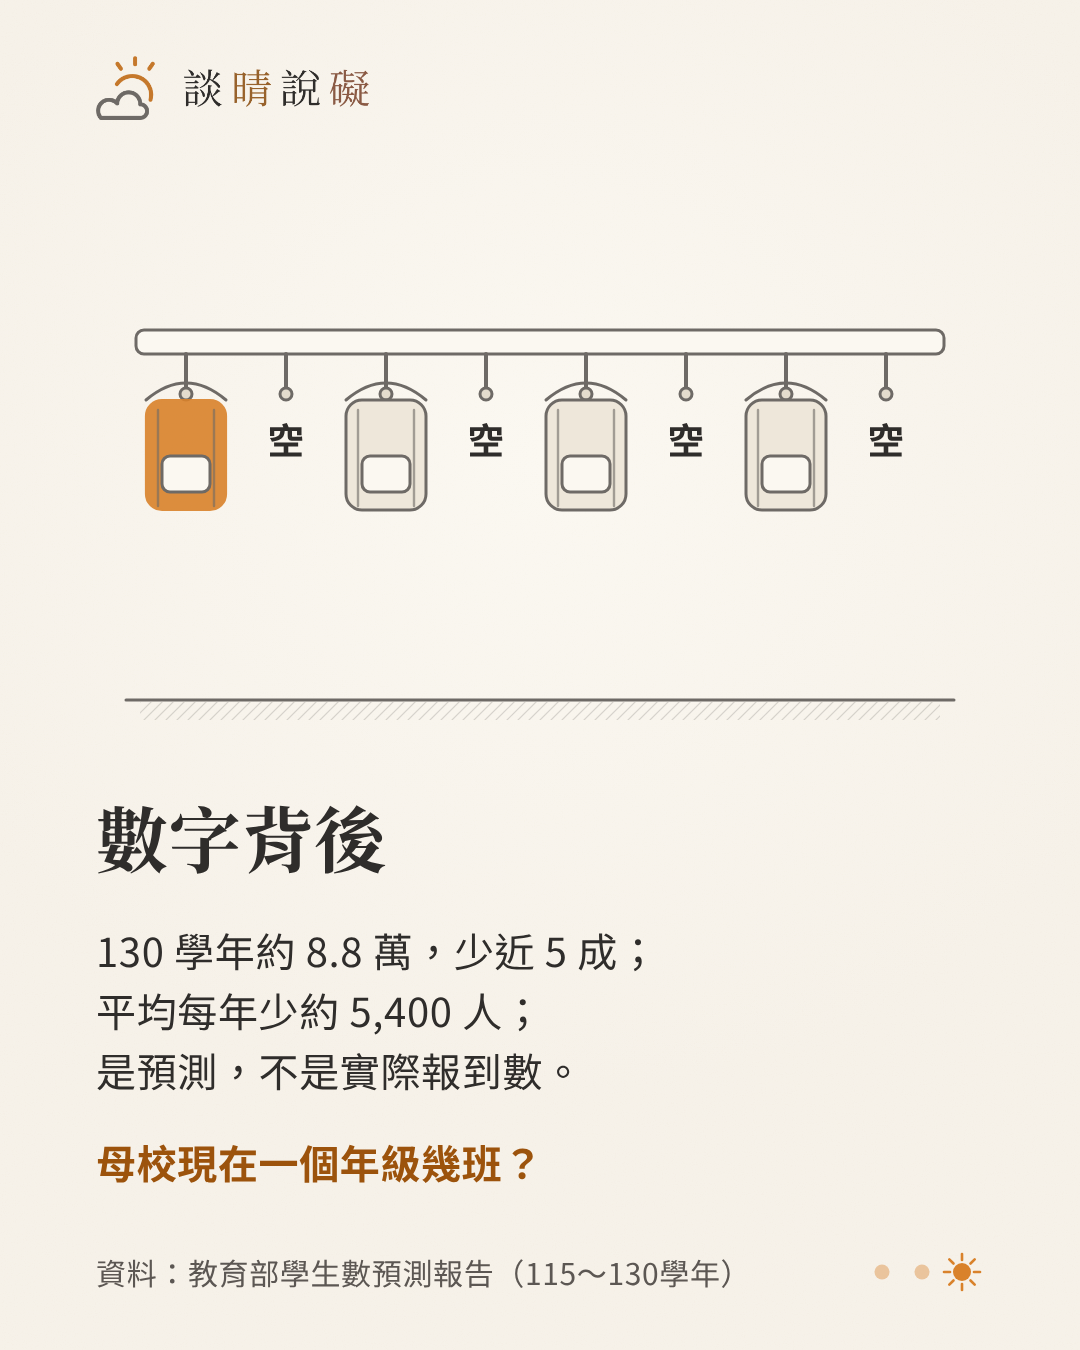 談晴說礙
空 空 空 空
數字背後
130 學年約 8.8 萬，少近 5 成；
平均每年少約 5,400 人；
是預測，不是實際報到數。
母校現在一個年級幾班？
資料：教育部學生數預測報告（115～130學年）